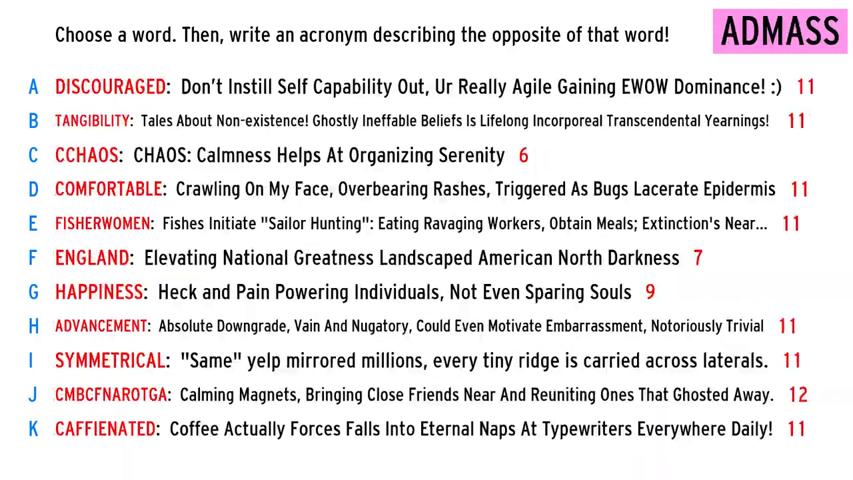 Choose a word. Then, write an acronym describing the opposite of that word!
ADMASS
A DISCOURAGED: Don't Instill Self Capability Out, Ur Really Agile Gaining EWOW Dominance! :) 11
B TANGIBILITY: Tales About Non-existence! Ghostly Ineffable Beliefs Is Lifelong Incorporeal Transcendental Yearnings! 11
C CCHAOS: CHAOS: Calmness Helps At Organizing Serenity 6
D COMFORTABLE: Crawling On My Face, Overbearing Rashes, Triggered As Bugs Lacerate Epidermis 11
E FISHERWOMEN: Fishes Initiate "Sailor Hunting": Eating Ravaging Workers, Obtain Meals; Extinction's Near... 11
F ENGLAND: Elevating National Greatness Landscaped American North Darkness 7
G HAPPINESS: Heck and Pain Powering Individuals, Not Even Sparing Souls 9
H ADVANCEMENT: Absolute Downgrade, Vain And Nugatory, Could Even Motivate Embarrassment, Notoriously Trivial 11
I SYMMETRICAL: "Same" yelp mirrored millions, every tiny ridge is carried across laterals. 11
J CMBCFNAROTGA: Calming Magnets, Bringing Close Friends Near And Reuniting Ones That Ghosted Away. 12
K CAFFIENATED: Coffee Actually Forces Falls Into Eternal Naps At Typewriters Everywhere Daily! 11